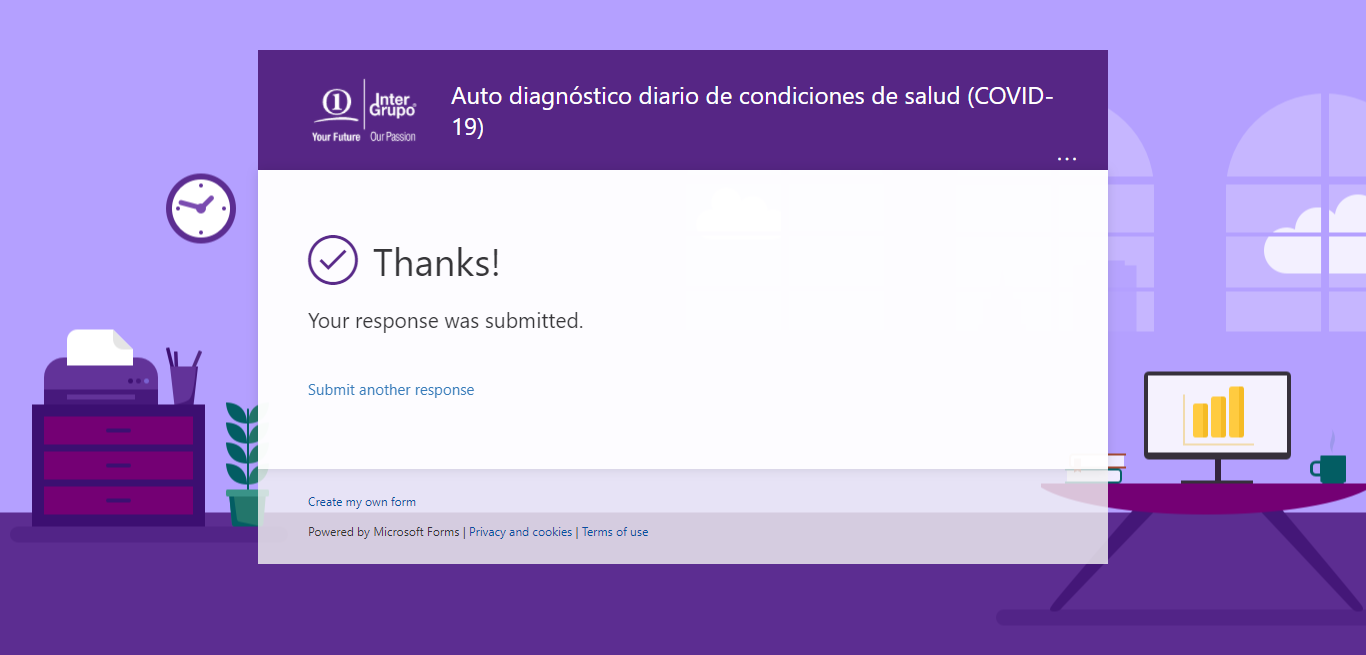 Inter
Grupo
Your Future Our Passion
Auto diagnóstico diario de condiciones de salud (COVID-
19)
...
Thanks!
Your response was submitted.
Submit another response
Create my own form
Powered by Microsoft Forms | Privacy and cookies | Terms of use